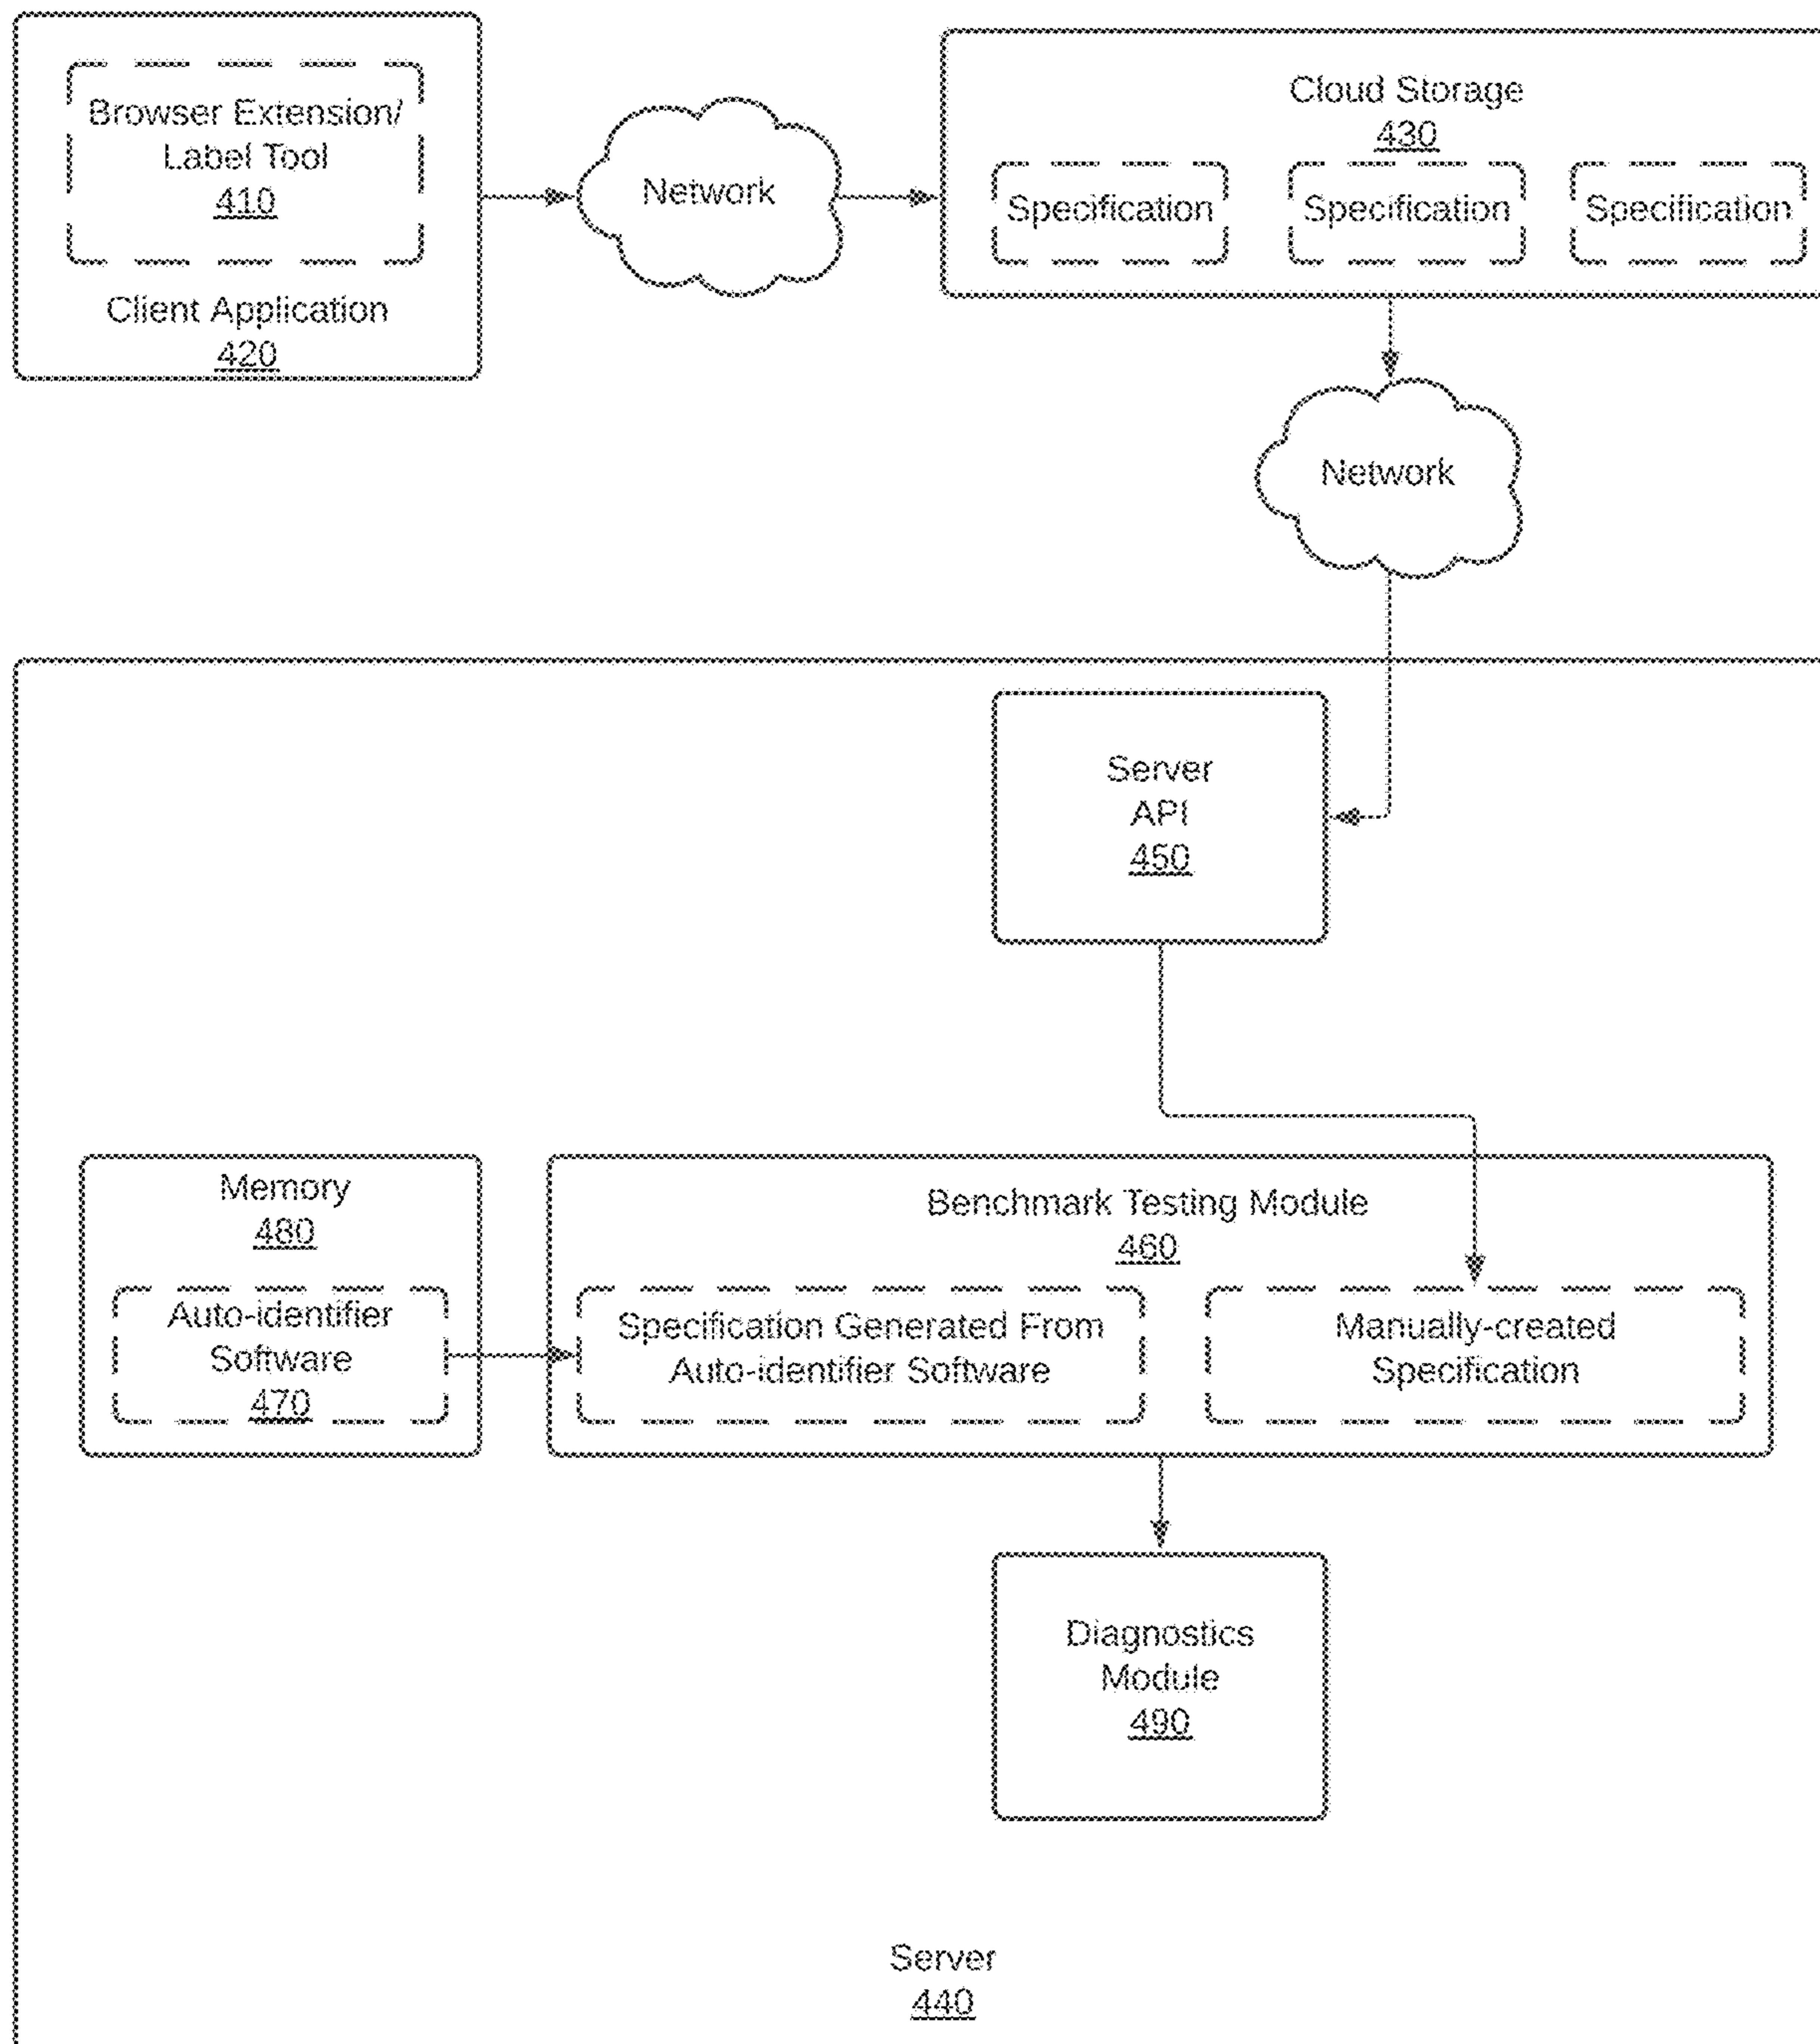 Browser Extension/
Label Tool
410
Client Application
420
Network
Cloud Storage
430
Specification
Specification
Specification
Network
Server
API
450
Memory
480
Auto-identifier
Software
470
Benchmark Testing Module
460
Specification Generated From
Auto-identifier Software
Manually-created
Specification
Diagnostics
Module
490
Server
440